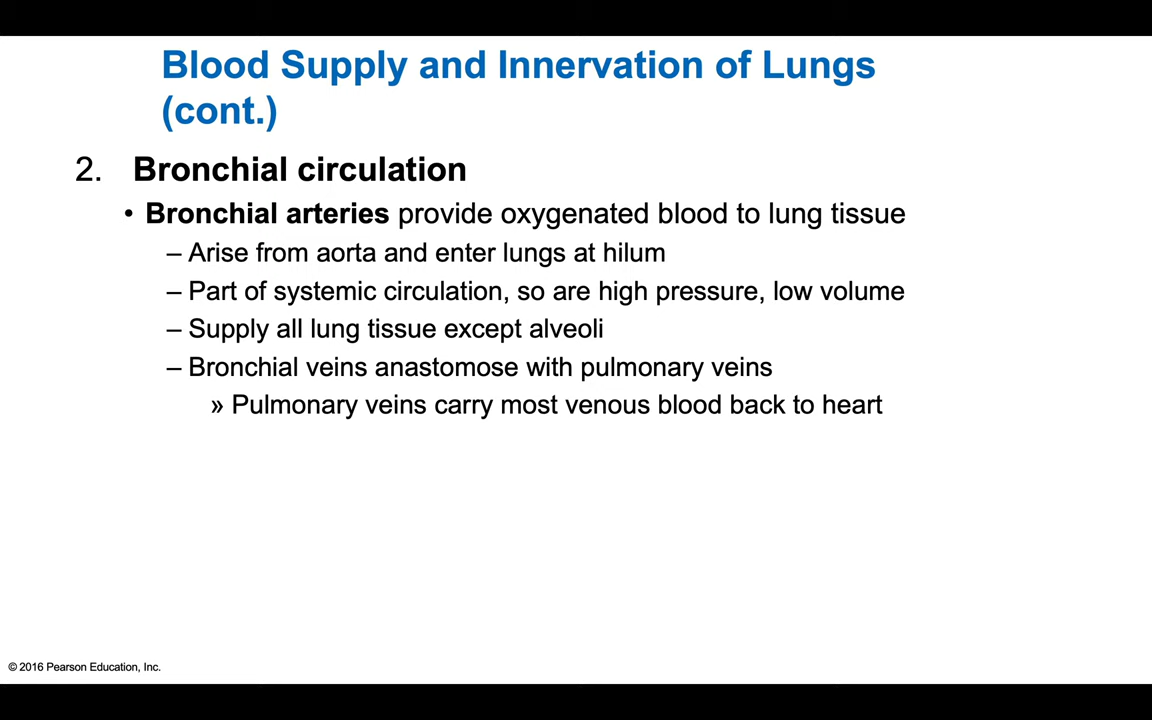 Blood Supply and Innervation of Lungs
(cont.)
2. Bronchial circulation
• Bronchial arteries provide oxygenated blood to lung tissue
– Arise from aorta and enter lungs at hilum
– Part of systemic circulation, so are high pressure, low volume
– Supply all lung tissue except alveoli
– Bronchial veins anastomose with pulmonary veins
» Pulmonary veins carry most venous blood back to heart
© 2016 Pearson Education, Inc.